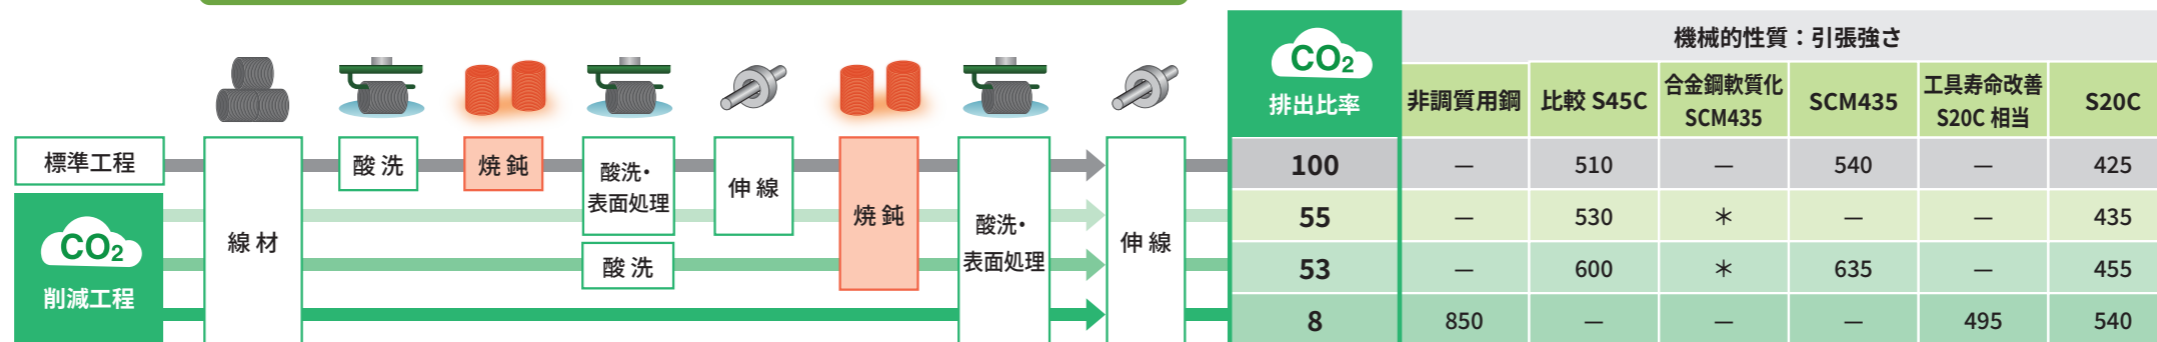 CO₂
排出比率
機械的性質：引張強さ
非調質用鋼
比較 S45C
合金鋼軟質化
SCM435
SCM435
工具寿命改善
S20C 相当
S20C
標準工程
CO₂
削減工程
線材
酸洗
焼鈍
酸洗・
表面処理
酸洗
伸線
焼鈍
酸洗・
表面処理
伸線
100 — 510 — 540 — 425
55 — 530 ＊ — — 435
53 — 600 ＊ 635 — 455
8 850 — — — 495 540